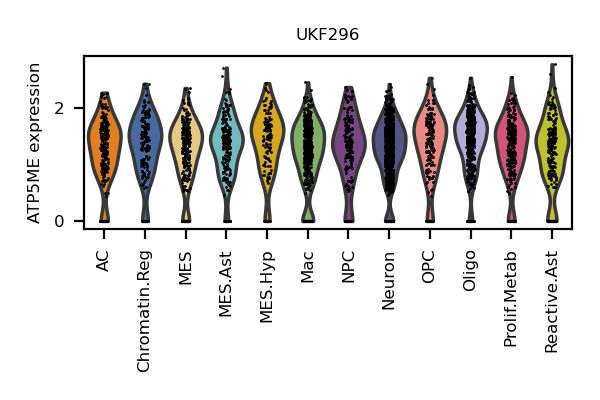 UKF296
ATP5ME expression
2
0
AC
Chromatin.Reg
MES
MES.Ast
MES.Hyp
Mac
NPC
Neuron
OPC
Oligo
Prolif.Metab
Reactive.Ast